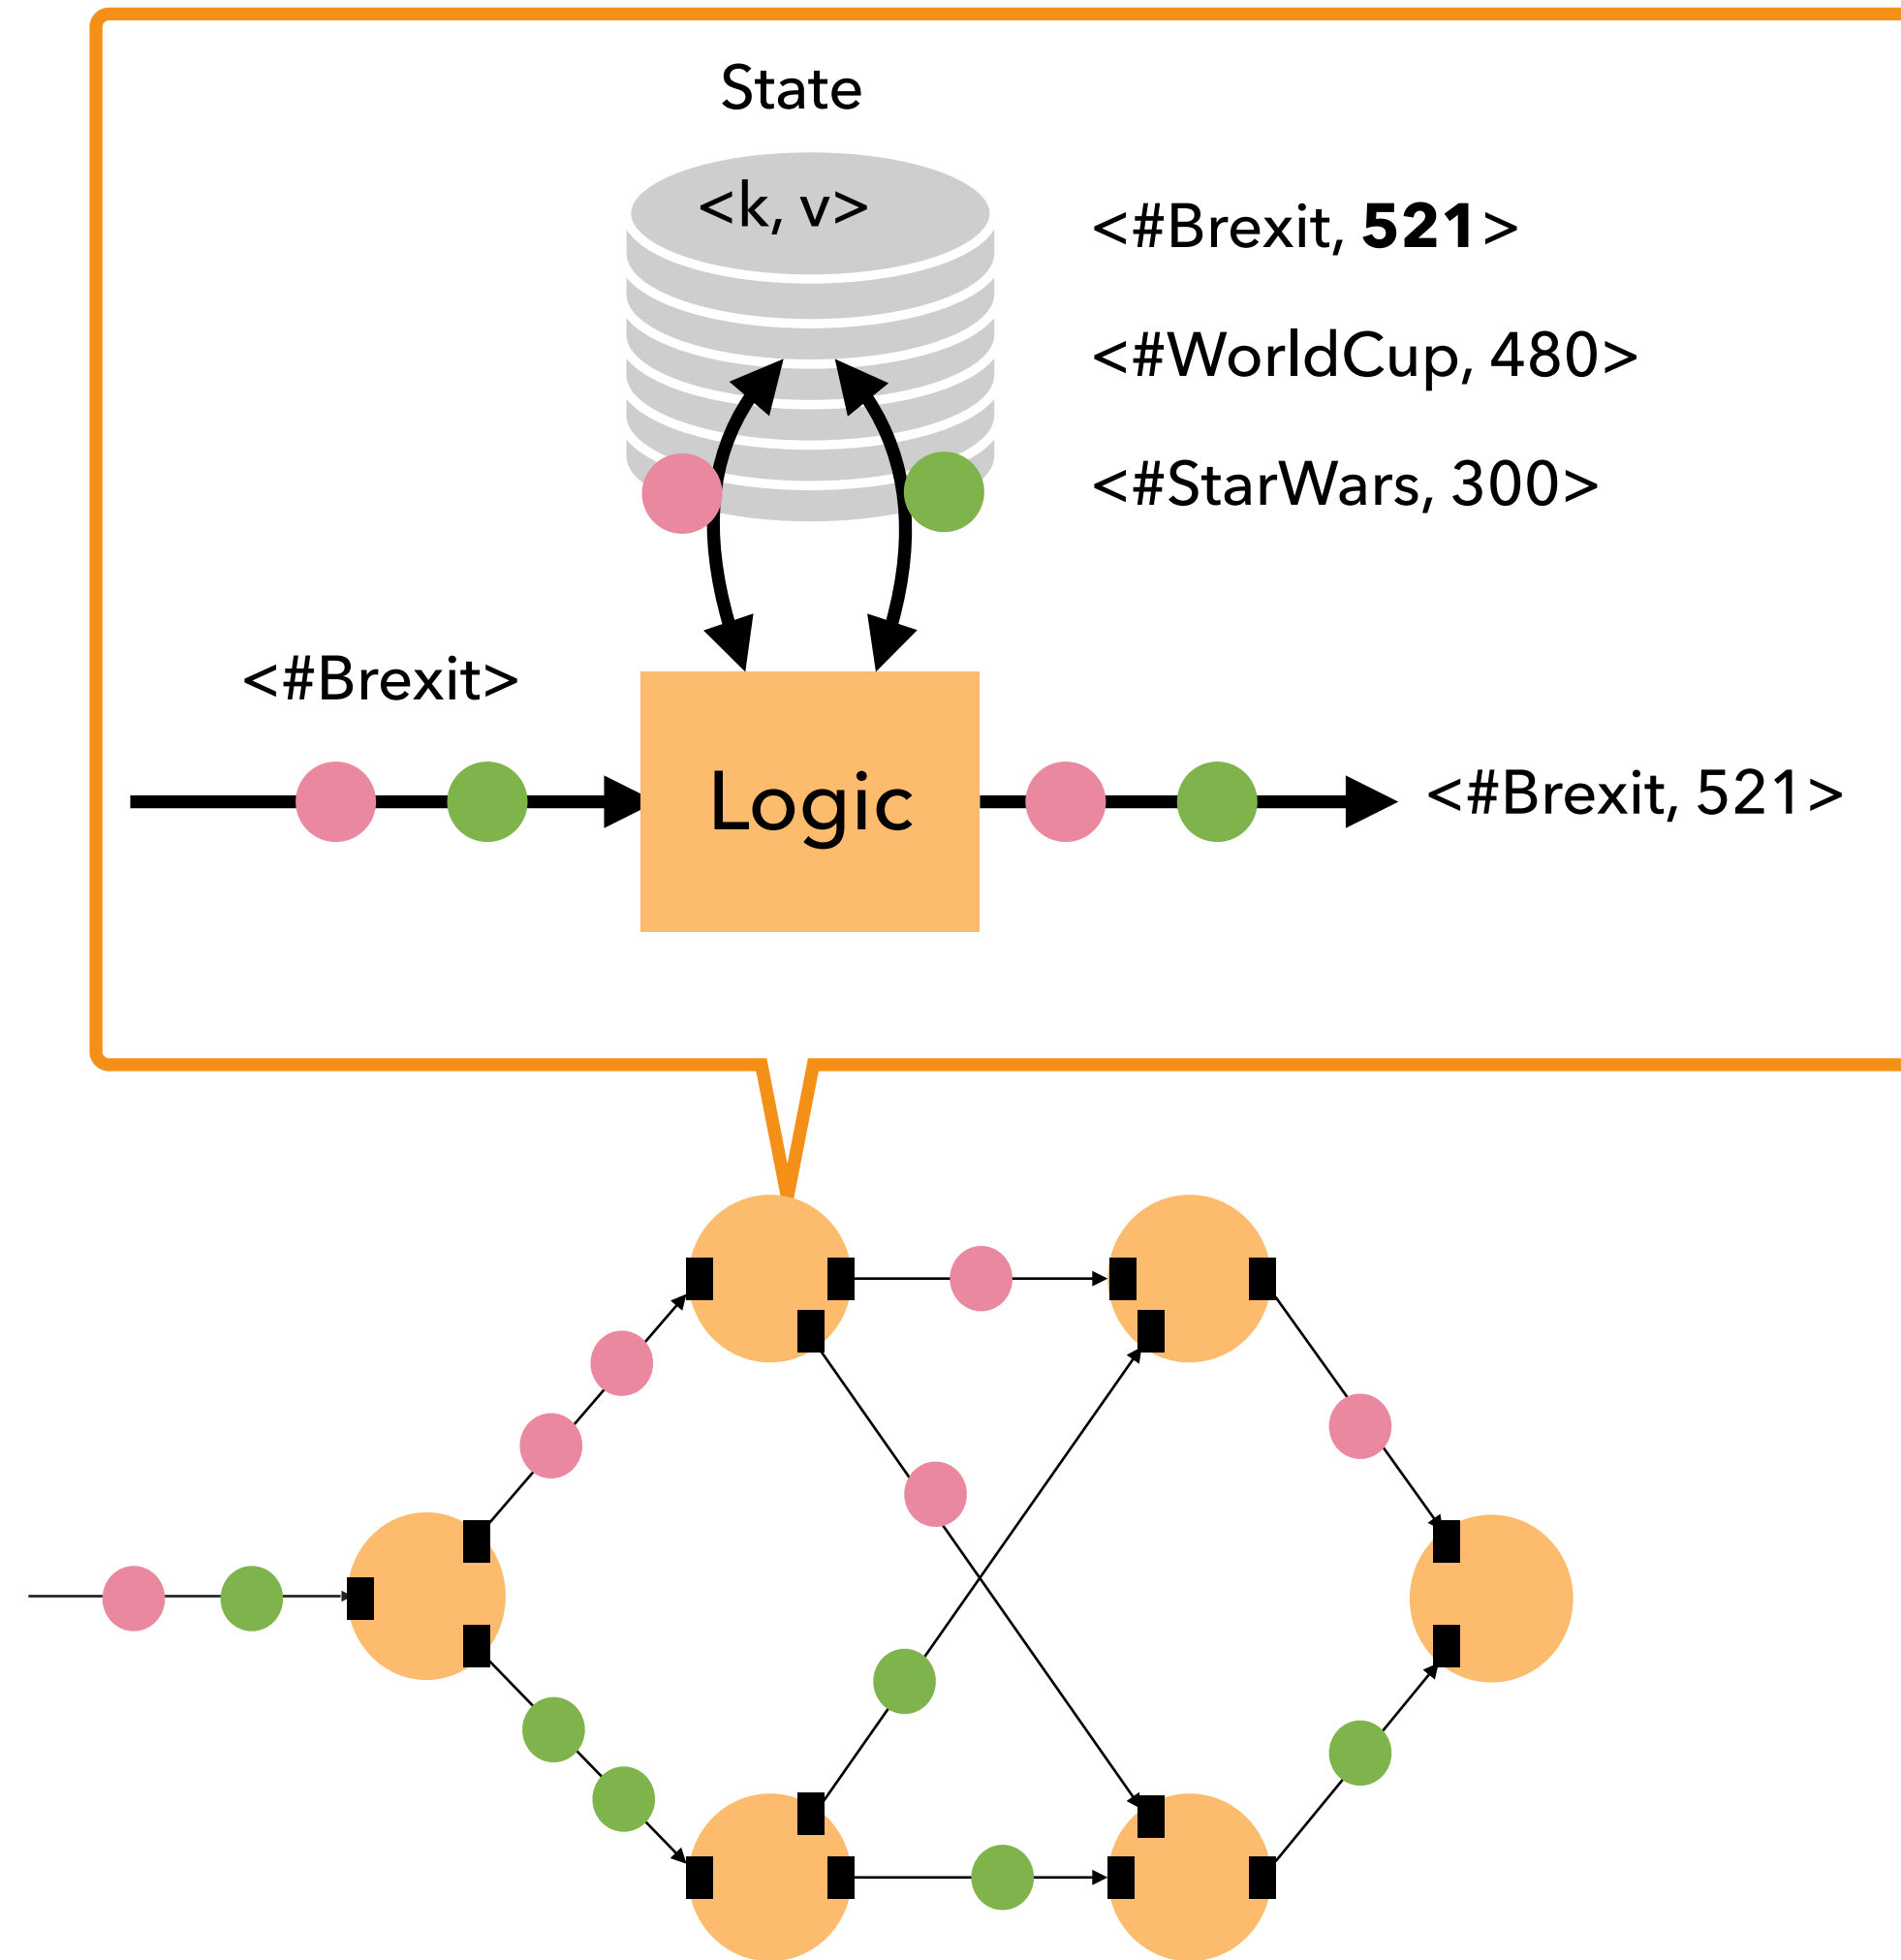 State
<k, v>
<#Brexit, 521>
<#WorldCup, 480>
<#StarWars, 300>
<#Brexit>
Logic
<#Brexit, 521>